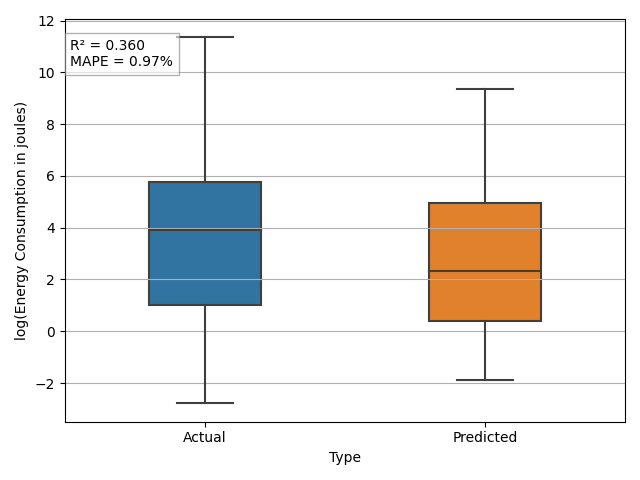 R² = 0.360
MAPE = 0.97%
12
10
8
6
4
2
0
−2
log(Energy Consumption in joules)
Actual
Predicted
Type